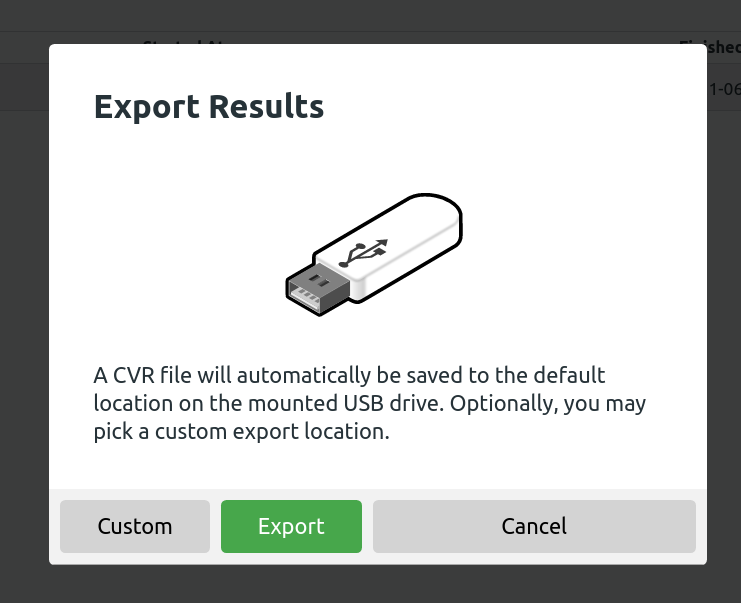 Export Results
A CVR file will automatically be saved to the default
location on the mounted USB drive. Optionally, you may
pick a custom export location.
Custom Export Cancel